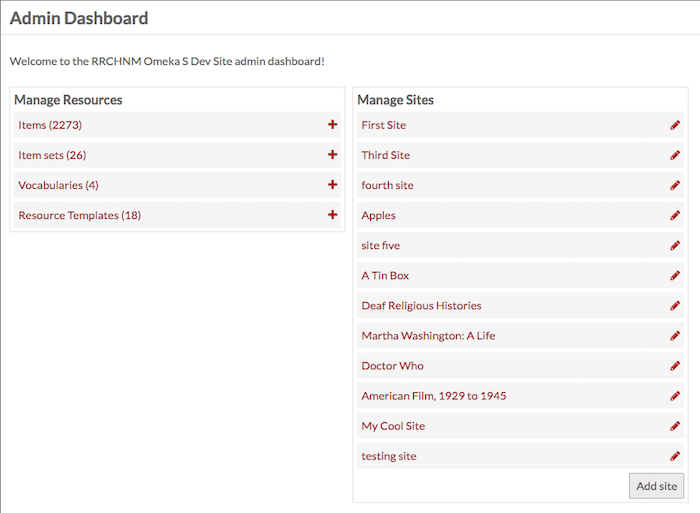 Admin Dashboard
Welcome to the RRCHNM Omeka S Dev Site admin dashboard!
Manage Resources
Items (2273)
Item sets (26)
Vocabularies (4)
Resource Templates (18)
Manage Sites
First Site
Third Site
fourth site
Apples
site five
A Tin Box
Deaf Religious Histories
Martha Washington: A Life
Doctor Who
American Film, 1929 to 1945
My Cool Site
testing site
Add site